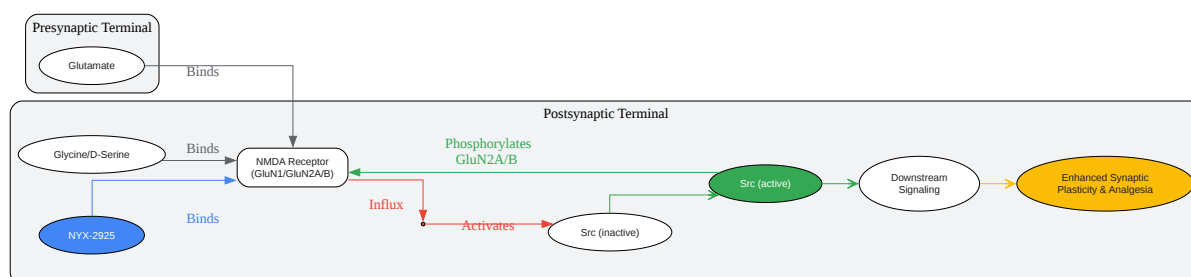 Presynaptic Terminal
Glutamate
Binds
Postsynaptic Terminal
Glycine/D-Serine
Binds
NMDA Receptor
(GluN1/GluN2A/B)
Phosphorylates
GluN2A/B
Src (active)
Downstream
Signaling
Enhanced Synaptic
Plasticity & Analgesia
NYX-2925
Binds
Influx
Activates
Src (inactive)